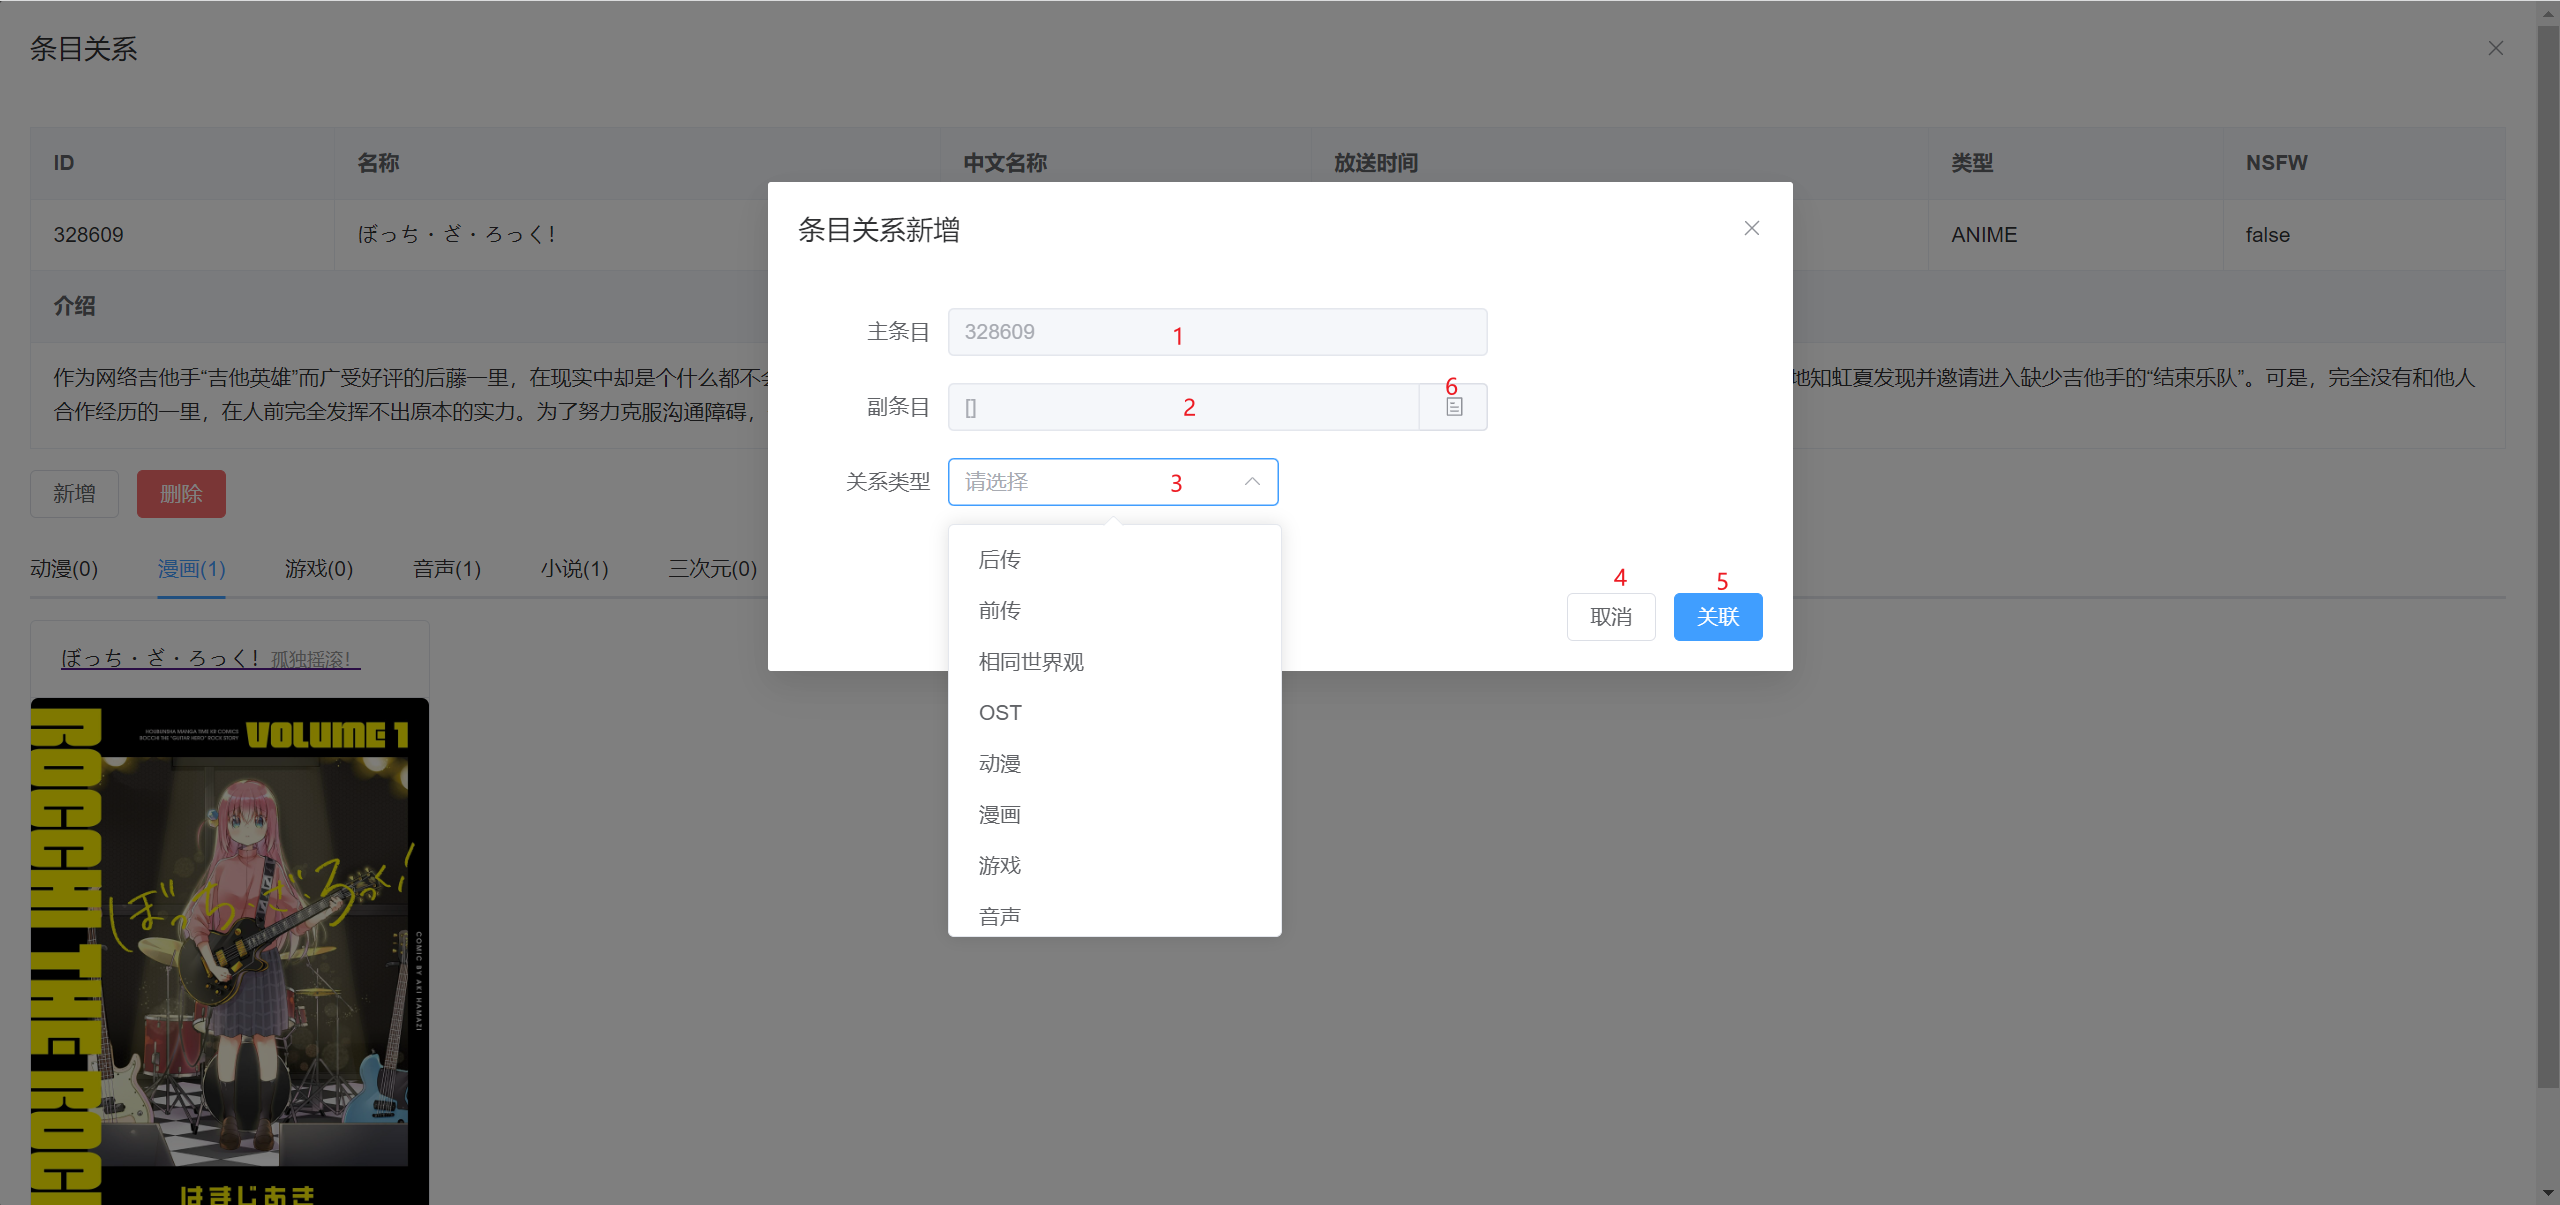 条目关系
ID 名称 中文名称 放送时间 类型 NSFW
328609 ぼっち・ざ・ろっく！ ANIME false
介绍
作为网络吉他手“吉他英雄”而广受好评的后藤一里，在现实中却是个什么都不会
地知虹夏发现并邀请进入缺少吉他手的“结束乐队”。可是，完全没有和他人
合作经历的一里，在人前完全发挥不出原本的实力。为了努力克服沟通障碍，
新增 删除
动漫(0) 漫画(1) 游戏(0) 音声(1) 小说(1) 三次元(0)
ぼっち・ざ・ろっく！ 孤独摇滚！
HOUBUNSHA MANGA TIME KR COMICS
BOCCHI THE "GUITAR HERO" ROCK STORY
VOLUME 1
BOCCHI THE ROCK
ぼっち・ざ・ろっく！
COMIC BY AKI HAMAZI
はまじあき
条目关系新增
主条目 328609 1
副条目 [] 2 6
关系类型 请选择 3
后传
前传
相同世界观
OST
动漫
漫画
游戏
音声
4 5
取消 关联